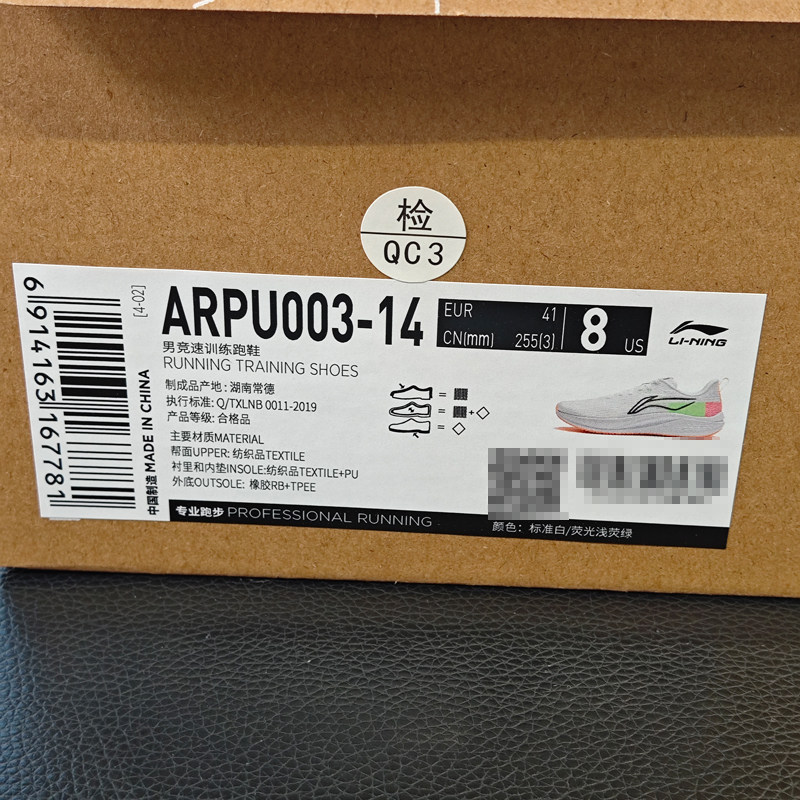 检
QC3
6914163167781
[4-02]
中国制造 MADE IN CHINA
ARPU003-14
EUR 41
CN(mm) 255(3)
8 US
LI-NING
男竞速训练跑鞋
RUNNING TRAINING SHOES
制成品产地: 湖南常德
执行标准: Q/TXLNB 0011-2019
产品等级: 合格品
主要材质MATERIAL
帮面UPPER: 纺织品TEXTILE
衬里和内垫INSOLE:纺织品TEXTILE+PU
外底OUTSOLE: 橡胶RB+TPEE
专业跑步 PROFESSIONAL RUNNING
颜色: 标准白/荧光浅荧绿